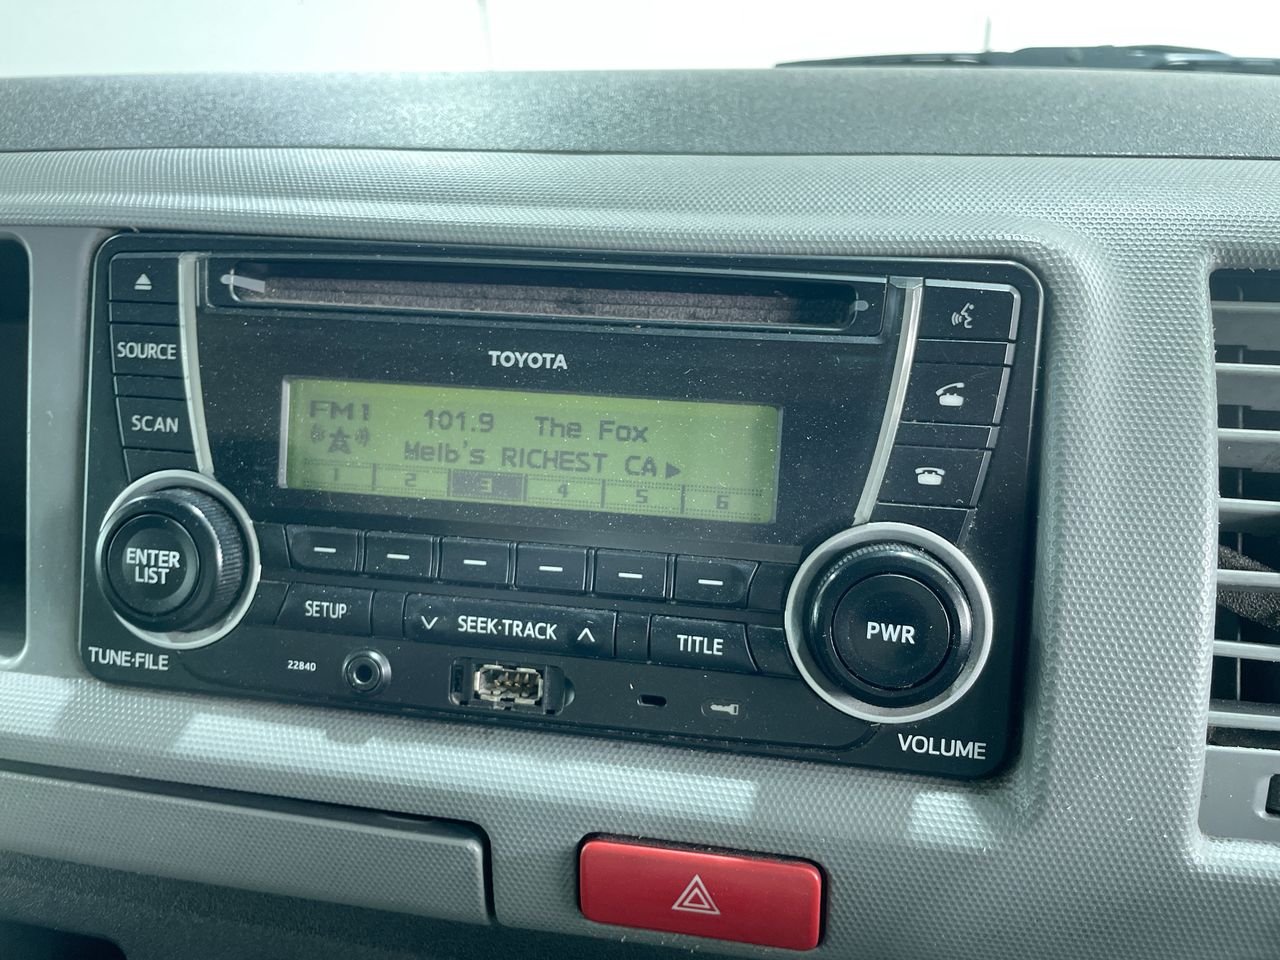 TOYOTA
SOURCE
SCAN
FM1 101.9 The Fox
Melb's RICHEST CA
1 2 3 4 5 6
ENTER
LIST
TUNE·FILE
SETUP
SEEK·TRACK
TITLE
PWR
VOLUME
22840